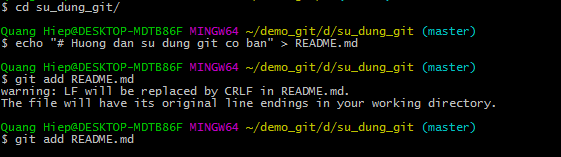 $ cd su_dung_git/
Quang Hiep@DESKTOP-MDTB86F MINGW64 ~/demo_git/d/su_dung_git (master)
$ echo "# Huong dan su dung git co ban" > README.md
Quang Hiep@DESKTOP-MDTB86F MINGW64 ~/demo_git/d/su_dung_git (master)
$ git add README.md
warning: LF will be replaced by CRLF in README.md.
The file will have its original line endings in your working directory.
Quang Hiep@DESKTOP-MDTB86F MINGW64 ~/demo_git/d/su_dung_git (master)
$ git add README.md